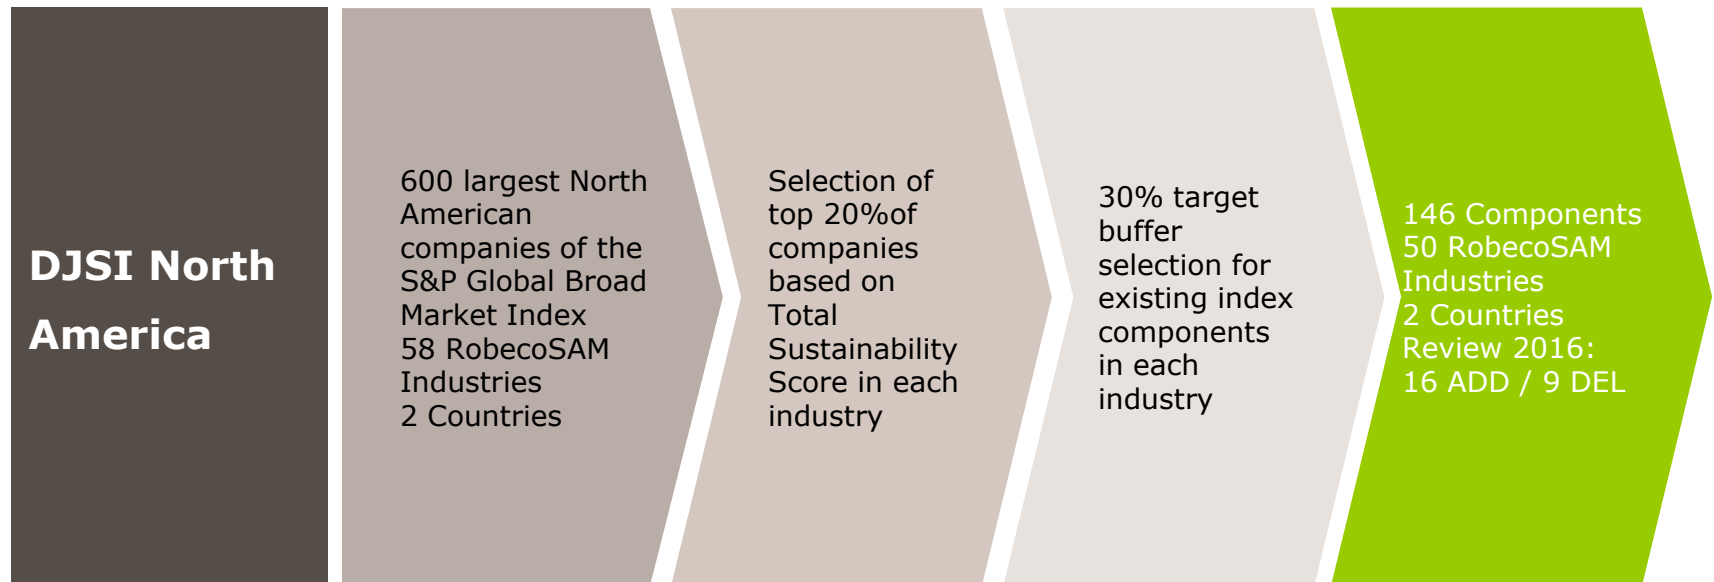 DJSI North
America
600 largest North
American
companies of the
S&P Global Broad
Market Index
58 RobecoSAM
Industries
2 Countries
Selection of
top 20%of
companies
based on
Total
Sustainability
Score in each
industry
30% target
buffer
selection for
existing index
components
in each
industry
146 Components
50 RobecoSAM
Industries
2 Countries
Review 2016:
16 ADD / 9 DEL